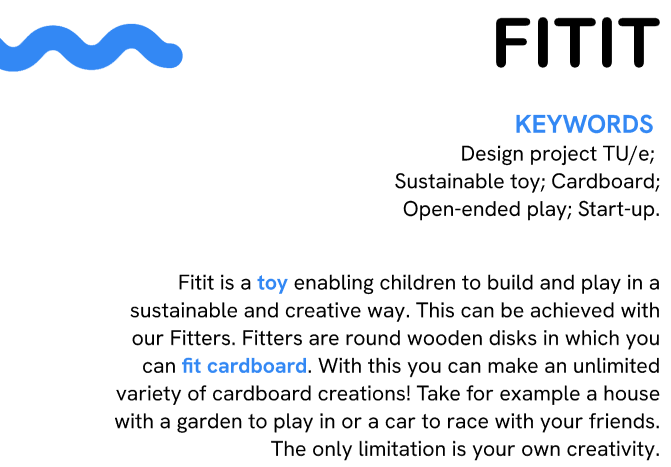 FITIT
KEYWORDS
Design project TU/e;
Sustainable toy; Cardboard;
Open-ended play; Start-up.
Fitit is a toy enabling children to build and play in a
sustainable and creative way. This can be achieved with
our Fitters. Fitters are round wooden disks in which you
can fit cardboard. With this you can make an unlimited
variety of cardboard creations! Take for example a house
with a garden to play in or a car to race with your friends.
The only limitation is your own creativity.